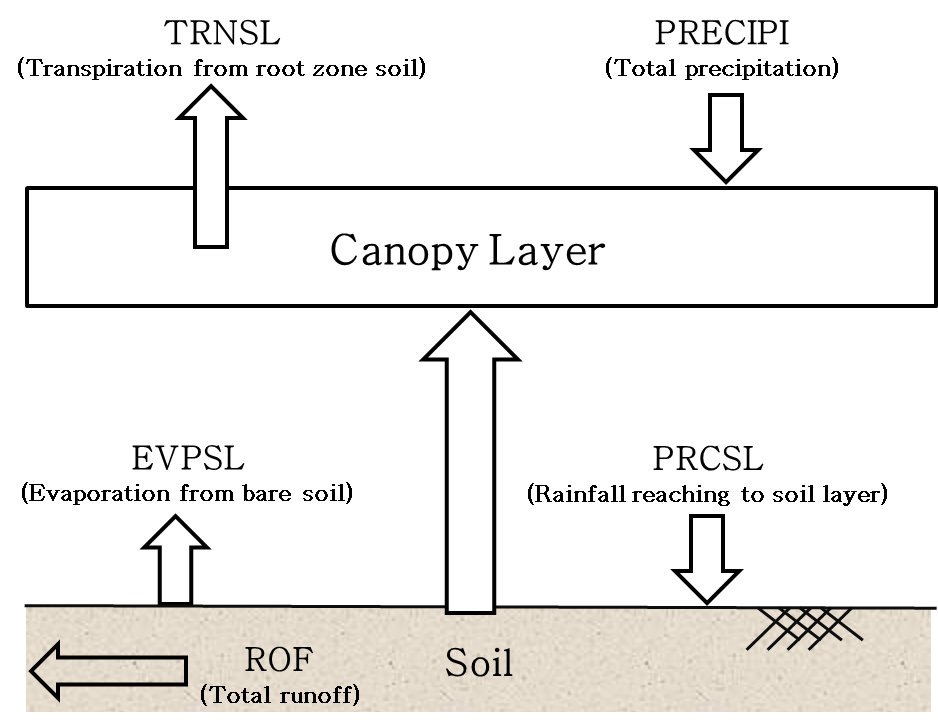 TRNSL
(Transpiration from root zone soil)
PRECIPI
(Total precipitation)
Canopy Layer
EVPSL
(Evaporation from bare soil)
PRCSL
(Rainfall reaching to soil layer)
ROF
(Total runoff)
Soil